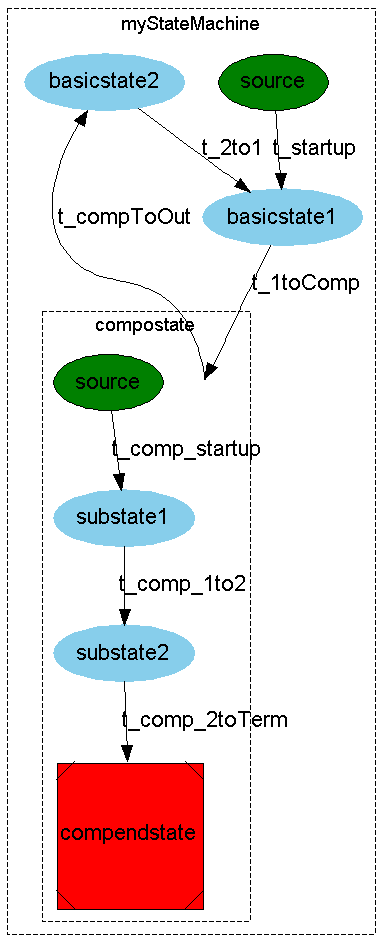 myStateMachine
basicstate2
source
t_2to1
t_startup
t_compToOut
basicstate1
t_1toComp
compostate
source
t_comp_startup
substate1
t_comp_1to2
substate2
t_comp_2toTerm
compendstate